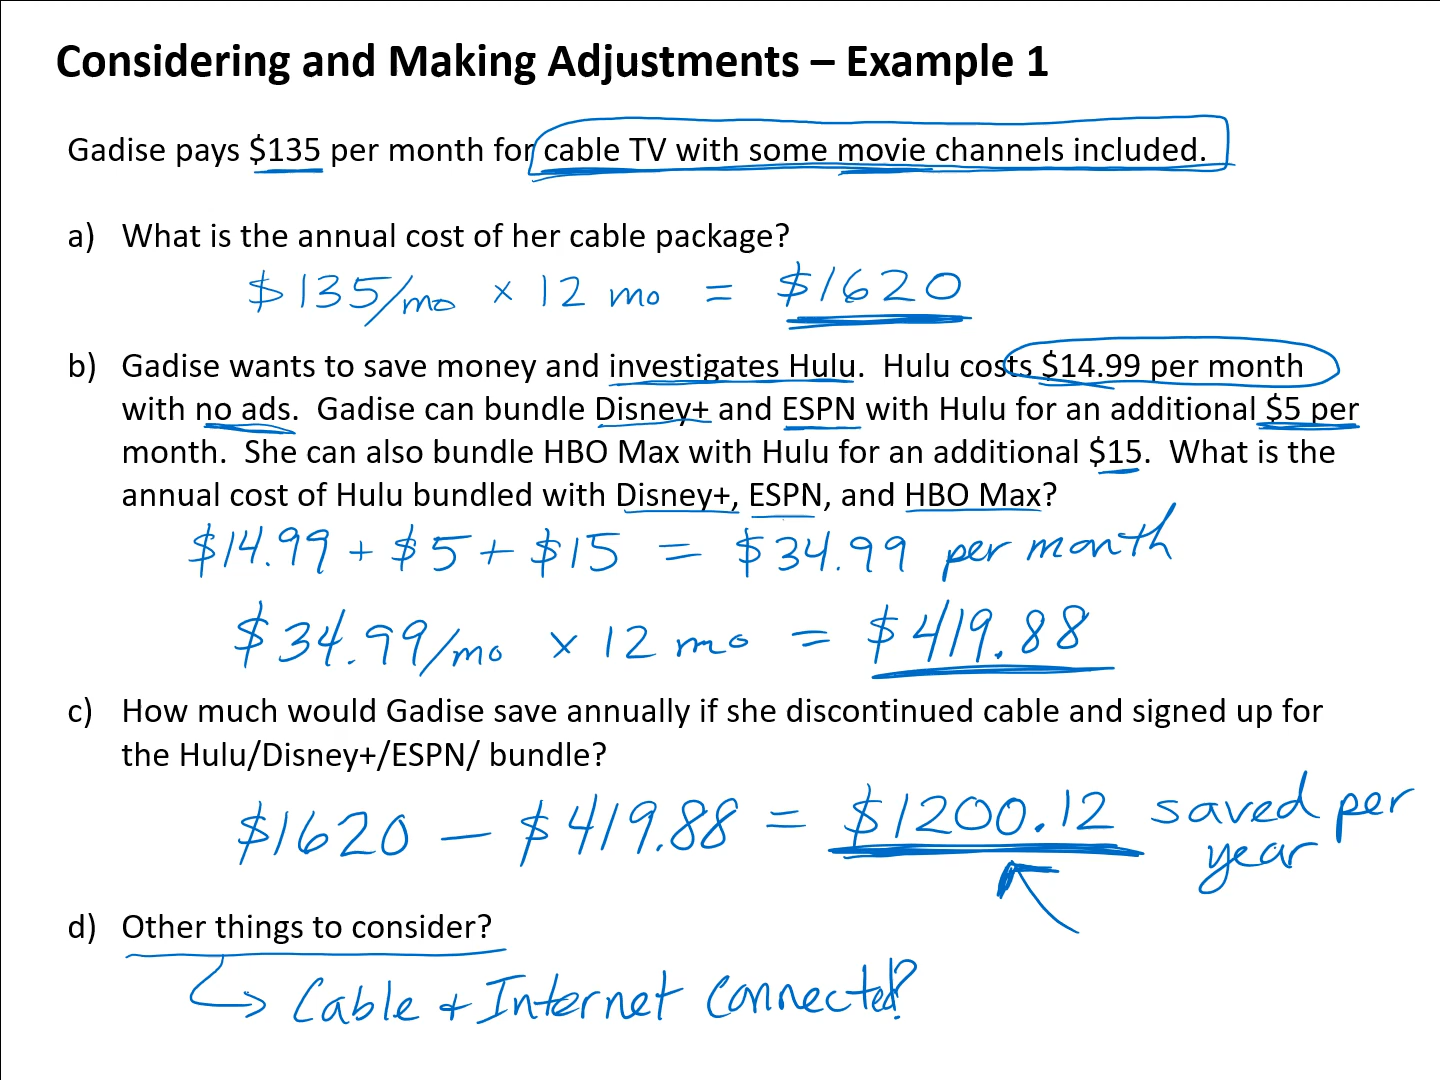 Considering and Making Adjustments – Example 1
Gadise pays $135 per month for cable TV with some movie channels included.
a) What is the annual cost of her cable package?
$135/mo × 12 mo = $1620
b) Gadise wants to save money and investigates Hulu. Hulu costs $14.99 per month
with no ads. Gadise can bundle Disney+ and ESPN with Hulu for an additional $5 per
month. She can also bundle HBO Max with Hulu for an additional $15. What is the
annual cost of Hulu bundled with Disney+, ESPN, and HBO Max?
$14.99 + $5 + $15 = $34.99 per month
$34.99/mo × 12 mo = $419.88
c) How much would Gadise save annually if she discontinued cable and signed up for
the Hulu/Disney+/ESPN/ bundle?
$1620 – $419.88 = $1200.12 saved per
year
d) Other things to consider?
→ Cable + Internet connected?